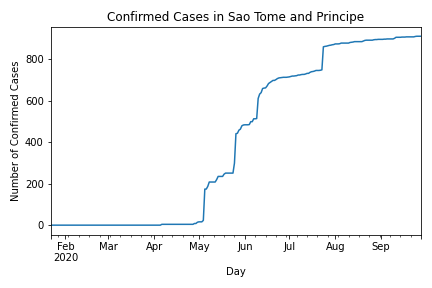 Confirmed Cases in Sao Tome and Principe
Number of Confirmed Cases
800
600
400
200
0
Feb Mar Apr May Jun Jul Aug Sep
2020
Day